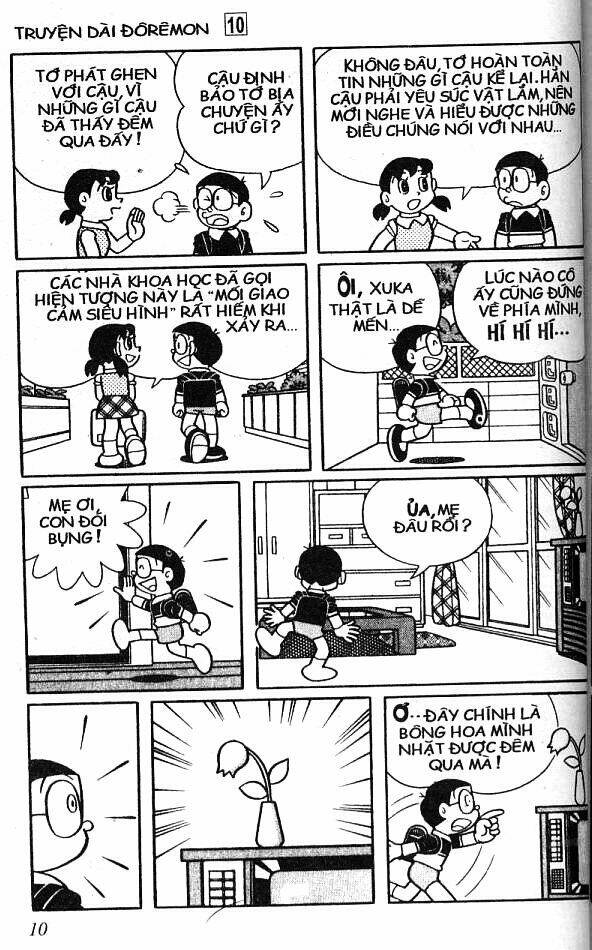 TRUYỆN DÀI ĐÔRÊMON 10
TỚ PHÁT GHEN
VỚI CẬU, VÌ
NHỮNG GÌ CẬU
ĐÃ THẤY ĐÊM
QUA ĐẤY!
CẬU ĐỊNH
BẢO TỚ BỊA
CHUYỆN ẤY
CHỨ GÌ?
KHÔNG ĐÂU, TỚ HOÀN TOÀN
TIN NHỮNG GÌ CẬU KỂ LẠI. HẲN
CẬU PHẢI YÊU SÚC VẬT LẮM, NÊN
MỚI NGHE VÀ HIỂU ĐƯỢC NHỮNG
ĐIỀU CHÚNG NÓI VỚI NHAU...
CÁC NHÀ KHOA HỌC ĐÃ GỌI
HIỆN TƯỢNG NÀY LÀ "MỐI GIAO
CẢM SIÊU HÌNH" RẤT HIẾM KHI
XẢY RA...
ÔI, XUKA
THẬT LÀ DỄ
MẾN...
LÚC NÀO CÔ
ẤY CŨNG ĐỨNG
VỀ PHÍA MÌNH,
HÍ HÍ HÍ...
MẸ ƠI,
CON ĐÓI
BỤNG!
ỦA, MẸ
ĐÂU RỒI?
Ơ...ĐÂY CHÍNH LÀ
BÔNG HOA MÌNH
NHẶT ĐƯỢC ĐÊM
QUA MÀ!
10